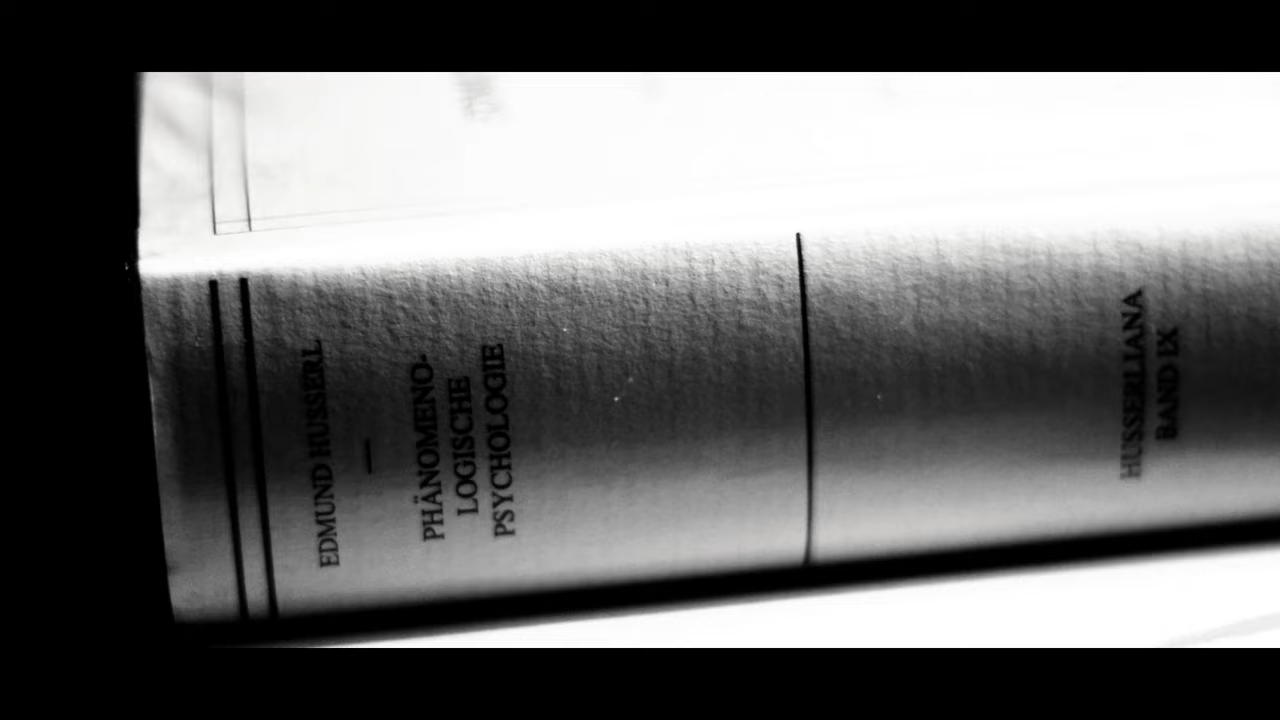 EDMUND HUSSERL
—
PHÄNOMENO-
LOGISCHE
PSYCHOLOGIE
HUSSERLIANA
BAND IX